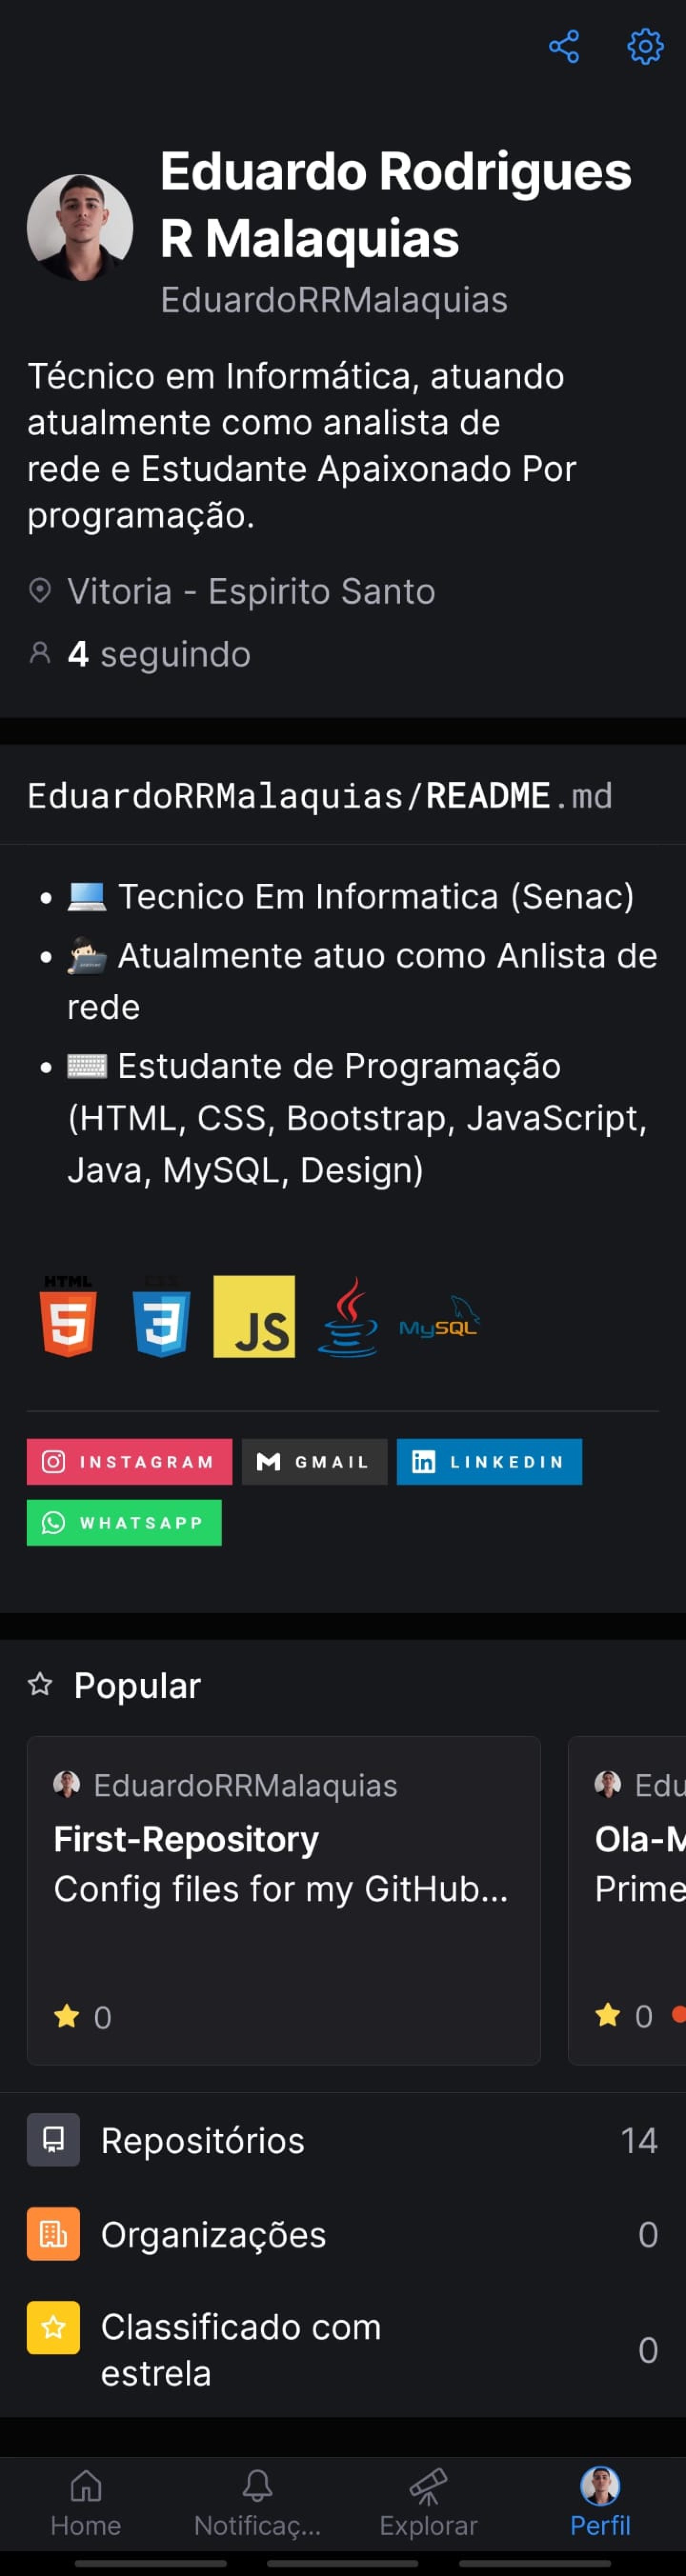 Eduardo Rodrigues
R Malaquias
EduardoRRMalaquias
Técnico em Informática, atuando
atualmente como analista de
rede e Estudante Apaixonado Por
programação.
Vitoria - Espirito Santo
4 seguindo
EduardoRRMalaquias/README.md
Tecnico Em Informatica (Senac)
Atualmente atuo como Anlista de
rede
Estudante de Programação
(HTML, CSS, Bootstrap, JavaScript,
Java, MySQL, Design)
HTML CSS
5 3 JS MySQL
INSTAGRAM GMAIL LINKEDIN
WHATSAPP
Popular
EduardoRRMalaquias Edu
First-Repository Ola-M
Config files for my GitHub... Prime
0 0
Repositórios 14
Organizações 0
Classificado com
estrela 0
Home Notificaç... Explorar Perfil